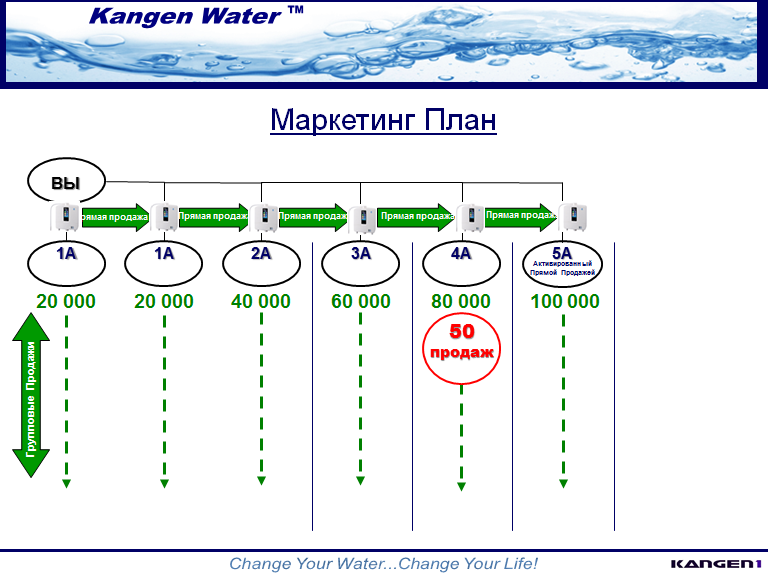 Kangen Water ™
Маркетинг План
ВЫ
рямая продажа
Прямая продаж
Прямая продаж
Прямая продажа
Прямая продаж
1А
1А
2А
3А
4А
5А
Активированный
Прямой Продажей
20 000
20 000
40 000
60 000
80 000
100 000
50
продаж
Групповые Продажи
Change Your Water...Change Your Life!
KANGEN1